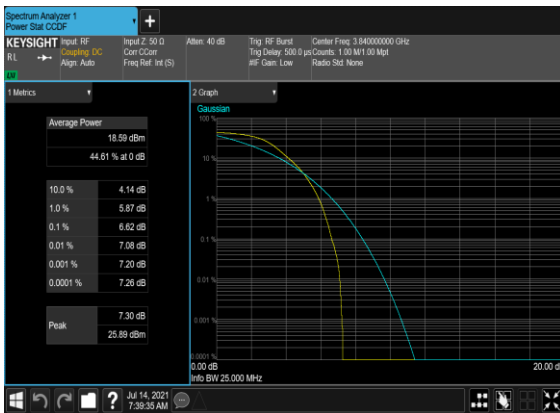 Spectrum Analyzer 1
Power Stat CCDF
+
KEYSIGHT
RL
LV
Input: RF
Coupling: DC
Align: Auto
Input Z: 50 Ω
Corr CCorr
Freq Ref: Int (S)
Atten: 40 dB
Trig: RF Burst
Trig Delay: 500.0 µs
#IF Gain: Low
Center Freq: 3.840000000 GHz
Counts: 1.00 M/1.00 Mpt
Radio Std: None
1 Metrics
Average Power
18.59 dBm
44.61 % at 0 dB
10.0 % 4.14 dB
1.0 % 5.87 dB
0.1 % 6.62 dB
0.01 % 7.08 dB
0.001 % 7.20 dB
0.0001 % 7.26 dB
Peak
7.30 dB
25.89 dBm
2 Graph
Gaussian
100 %
10 %
1 %
0.1 %
0.01 %
0.001 %
0.0001 %
0.00 dB
20.00 d
Info BW 25.000 MHz
?
Jul 14, 2021
7:39:35 AM